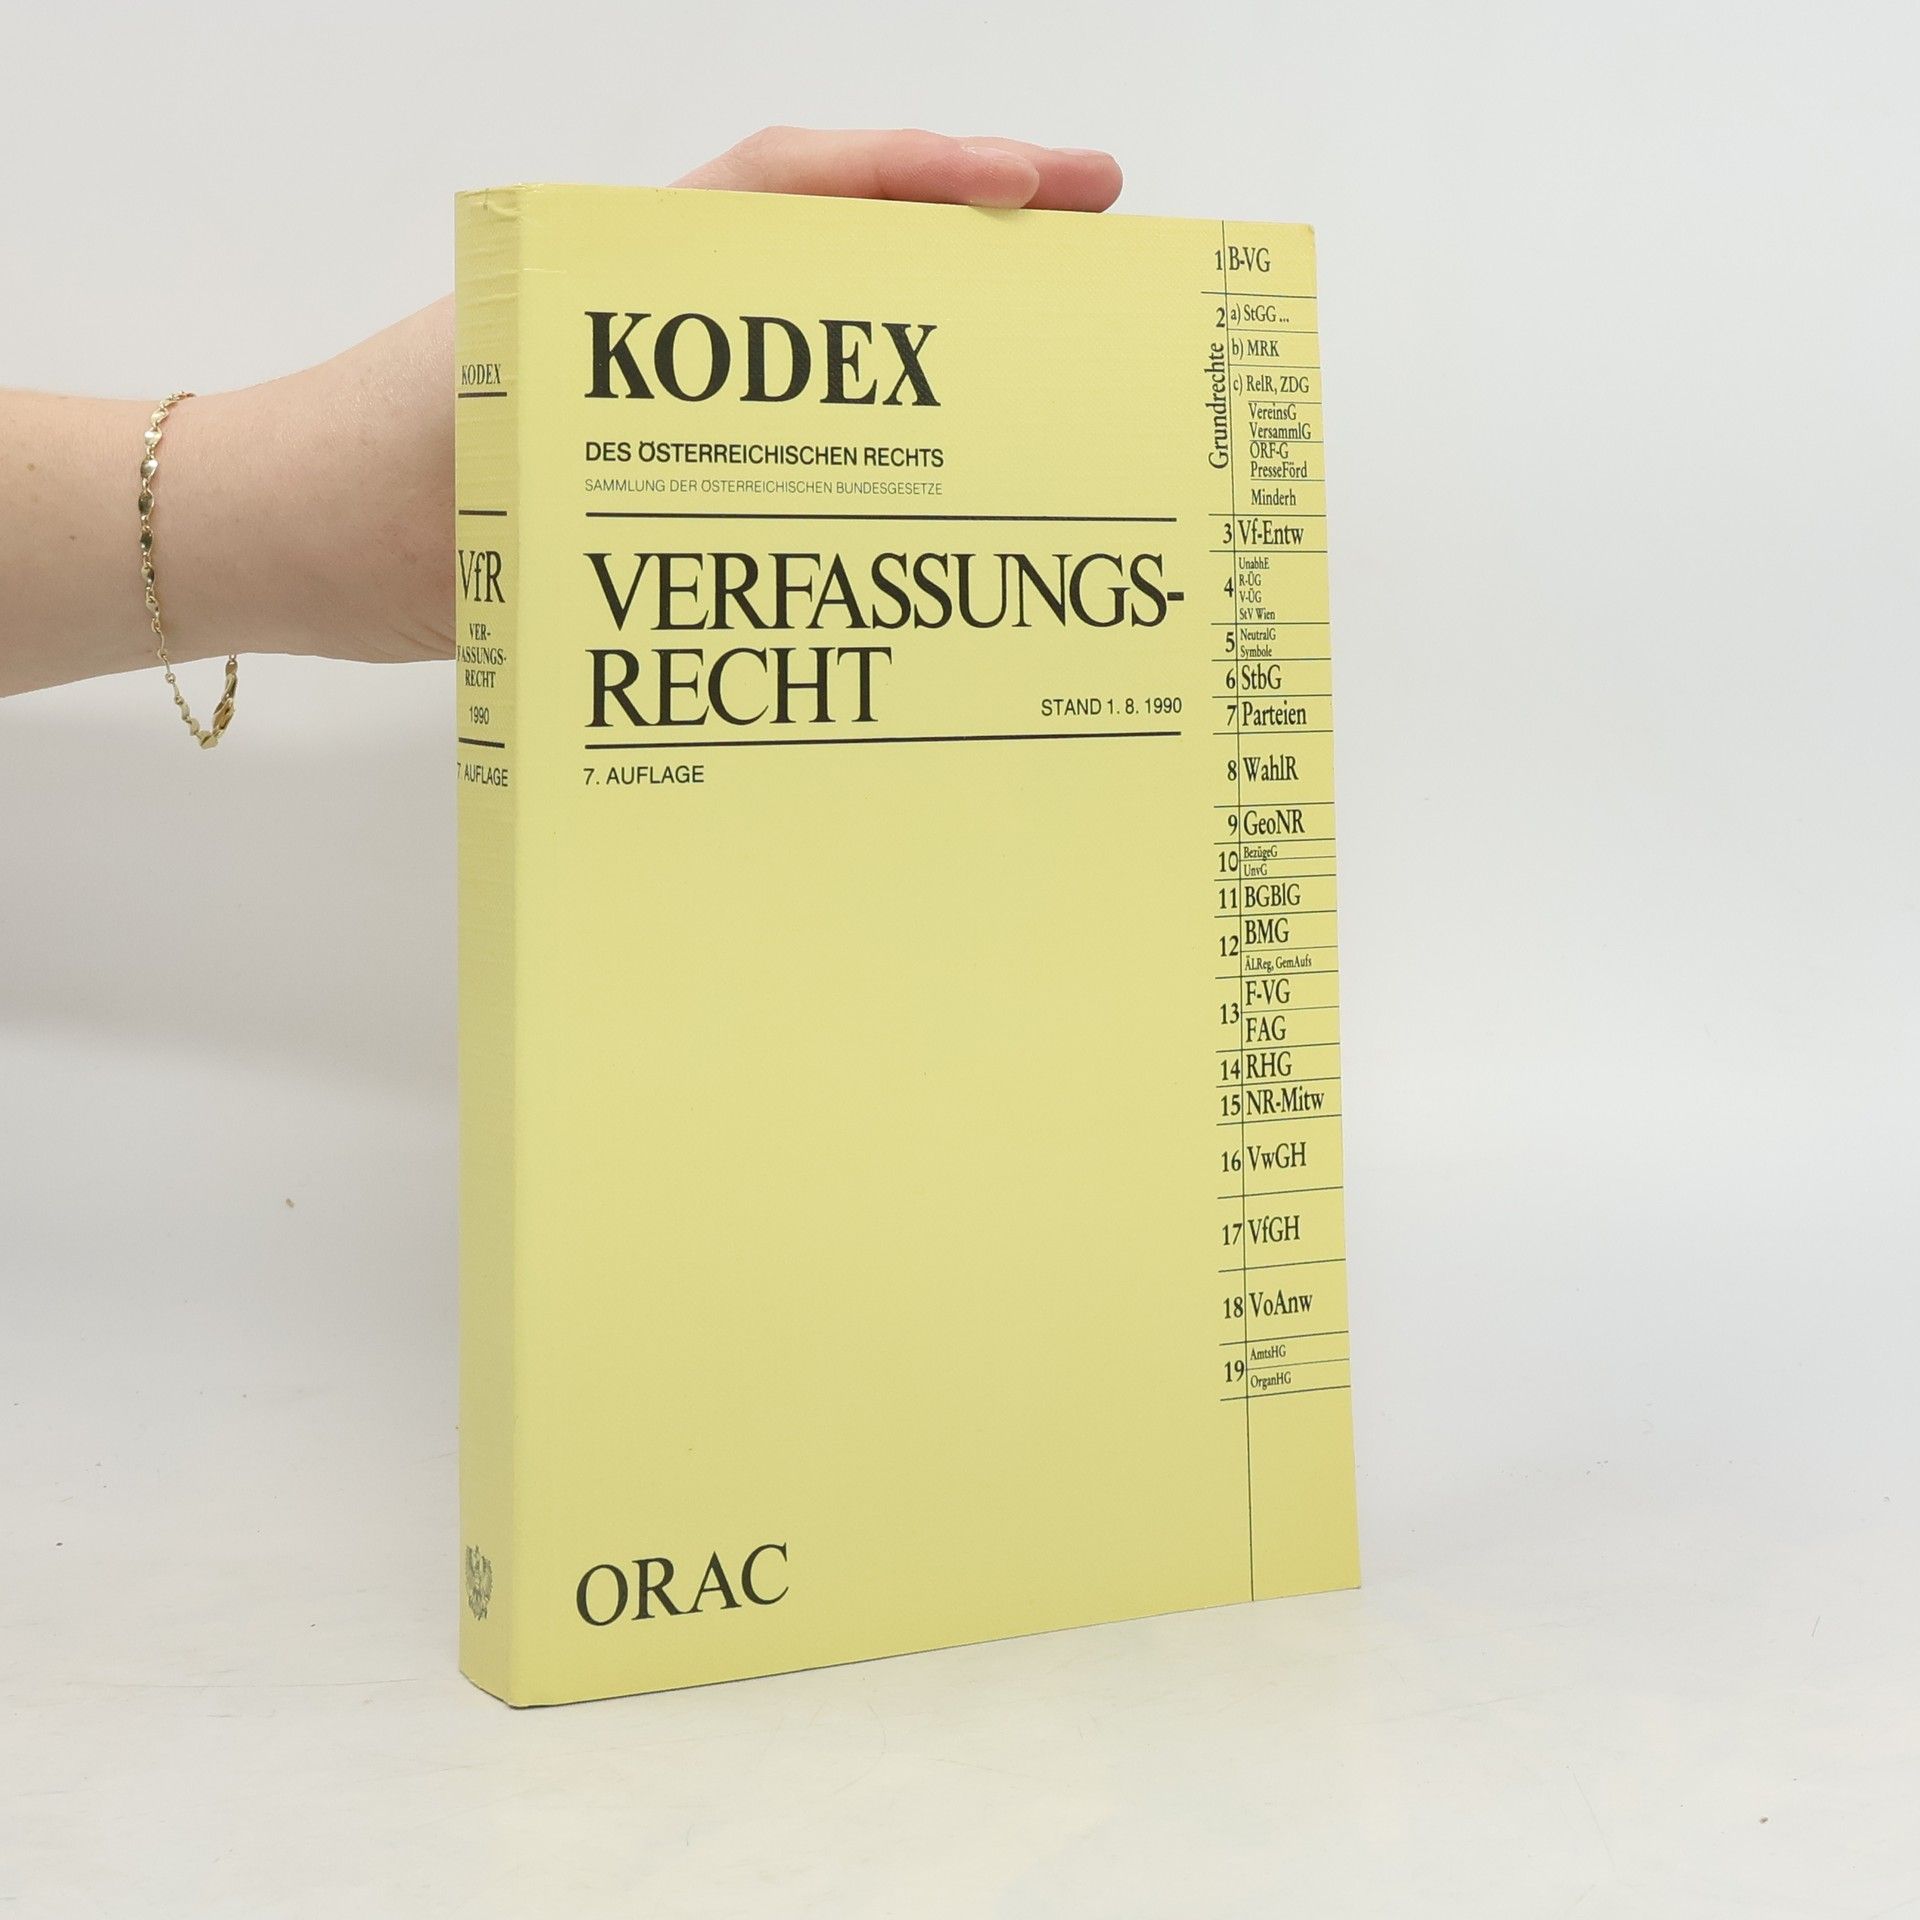 KODEX
VfR
VER-
FASSUNGS-
RECHT
1990
7. AUFLAGE
KODEX
DES ÖSTERREICHISCHEN RECHTS
SAMMLUNG DER ÖSTERREICHISCHEN BUNDESGESETZE
VERFASSUNGS-
RECHT
STAND 1. 8. 1990
7. AUFLAGE
ORAC
1 B-VG
2 a) StGG ...
Grundrechte
b) MRK
c) RelR, ZDG
VereinsG
VersammlG
ORF-G
PresseFörd
Minderh
3 Vf-Entw
4 UnabhE
R-ÜG
V-ÜG
StV Wien
5 NeutralG
Symbole
6 StbG
7 Parteien
8 WahlR
9 GeoNR
10 BezügeG
UnvG
11 BGBlG
12 BMG
ÄLReg, GemAufs
13 F-VG
FAG
14 RHG
15 NR-Mitw
16 VwGH
17 VfGH
18 VoAnw
19 AmtsHG
OrganHG